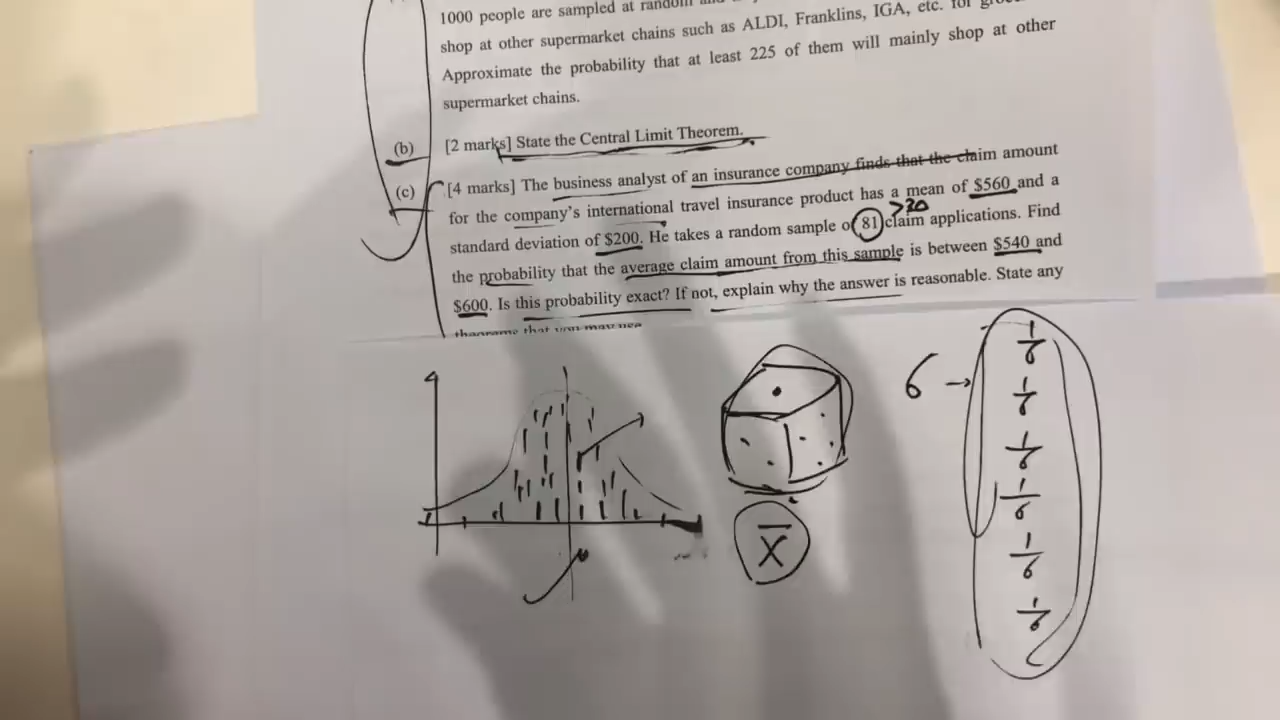 1000 people are sampled at random
shop at other supermarket chains such as ALDI, Franklins, IGA, etc. for
Approximate the probability that at least 225 of them will mainly shop at other
supermarket chains.
(b) [2 marks] State the Central Limit Theorem.
(c) [4 marks] The business analyst of an insurance company finds that the claim amount
for the company's international travel insurance product has a mean of $560 and a
>30
standard deviation of $200. He takes a random sample of 81 claim applications. Find
the probability that the average claim amount from this sample is between $540 and
$600. Is this probability exact? If not, explain why the answer is reasonable. State any
theorems that you may use
6 → 1/6
1/6
1/6
1/6
1/6
1/6
X̄